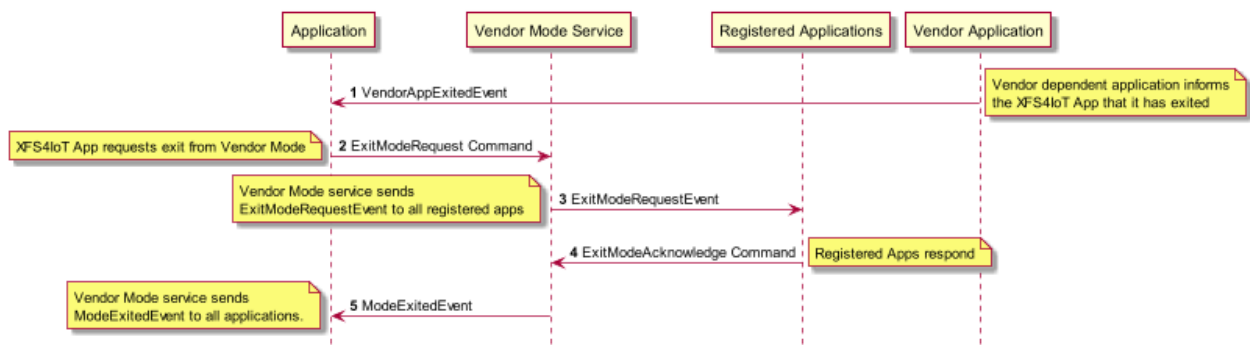 Application
Vendor Mode Service
Registered Applications
Vendor Application
1 VendorAppExitedEvent
Vendor dependent application informs
the XFS4IoT App that it has exited
XFS4IoT App requests exit from Vendor Mode
2 ExitModeRequest Command
Vendor Mode service sends
ExitModeRequestEvent to all registered apps
3 ExitModeRequestEvent
4 ExitModeAcknowledge Command
Registered Apps respond
Vendor Mode service sends
ModeExitedEvent to all applications.
5 ModeExitedEvent